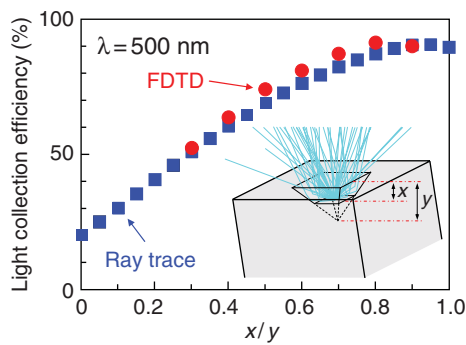 Light collection efficiency (%)
100
50
0
λ = 500 nm
FDTD
Ray trace
x
y
0
0.2
0.4
0.6
0.8
1.0
x/y